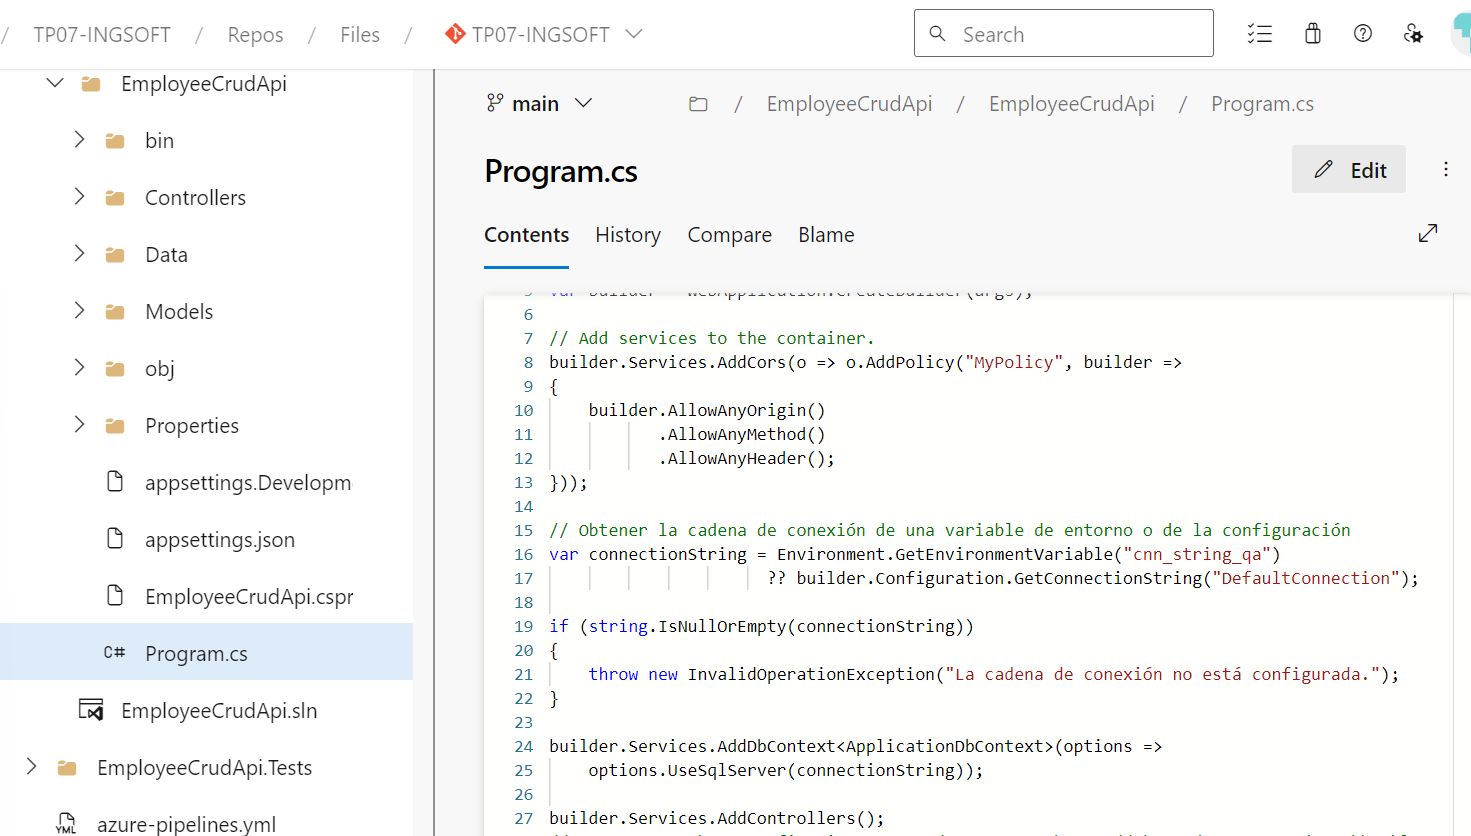 / TP07-INGSOFT / Repos / Files / TP07-INGSOFT
Search
EmployeeCrudApi
bin
Controllers
Data
Models
obj
Properties
appsettings.Developm
appsettings.json
EmployeeCrudApi.cspr
C# Program.cs
EmployeeCrudApi.sln
EmployeeCrudApi.Tests
YML azure-pipelines.yml
main / EmployeeCrudApi / EmployeeCrudApi / Program.cs
Program.cs
Edit
Contents History Compare Blame
5 var builder = WebApplication.CreateBuilder(args);
6
7 // Add services to the container.
8 builder.Services.AddCors(o => o.AddPolicy("MyPolicy", builder =>
9 {
10 builder.AllowAnyOrigin()
11 .AllowAnyMethod()
12 .AllowAnyHeader();
13 }));
14
15 // Obtener la cadena de conexión de una variable de entorno o de la configuración
16 var connectionString = Environment.GetEnvironmentVariable("cnn_string_qa")
17 ?? builder.Configuration.GetConnectionString("DefaultConnection");
18
19 if (string.IsNullOrEmpty(connectionString))
20 {
21 throw new InvalidOperationException("La cadena de conexión no está configurada.");
22 }
23
24 builder.Services.AddDbContext<ApplicationDbContext>(options =>
25 options.UseSqlServer(connectionString));
26
27 builder.Services.AddControllers();